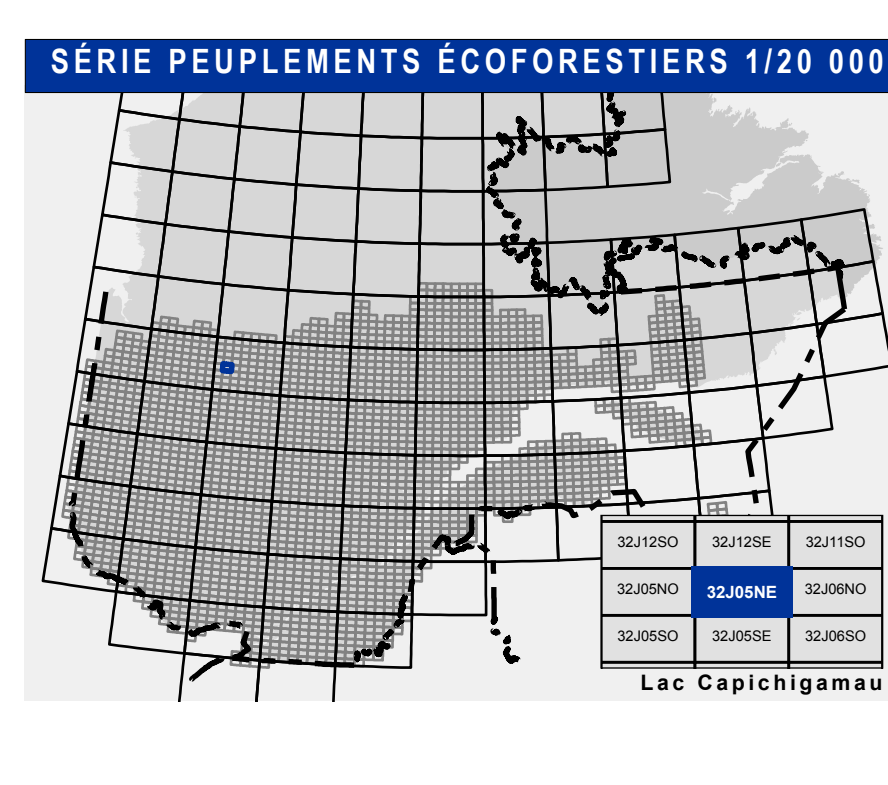 SÉRIE PEUPLEMENTS ÉCOFORESTIERS 1/20 000
32J12SO 32J12SE 32J11SO
32J05NO 32J05NE 32J06NO
32J05SO 32J05SE 32J06SO
Lac Capichigamau